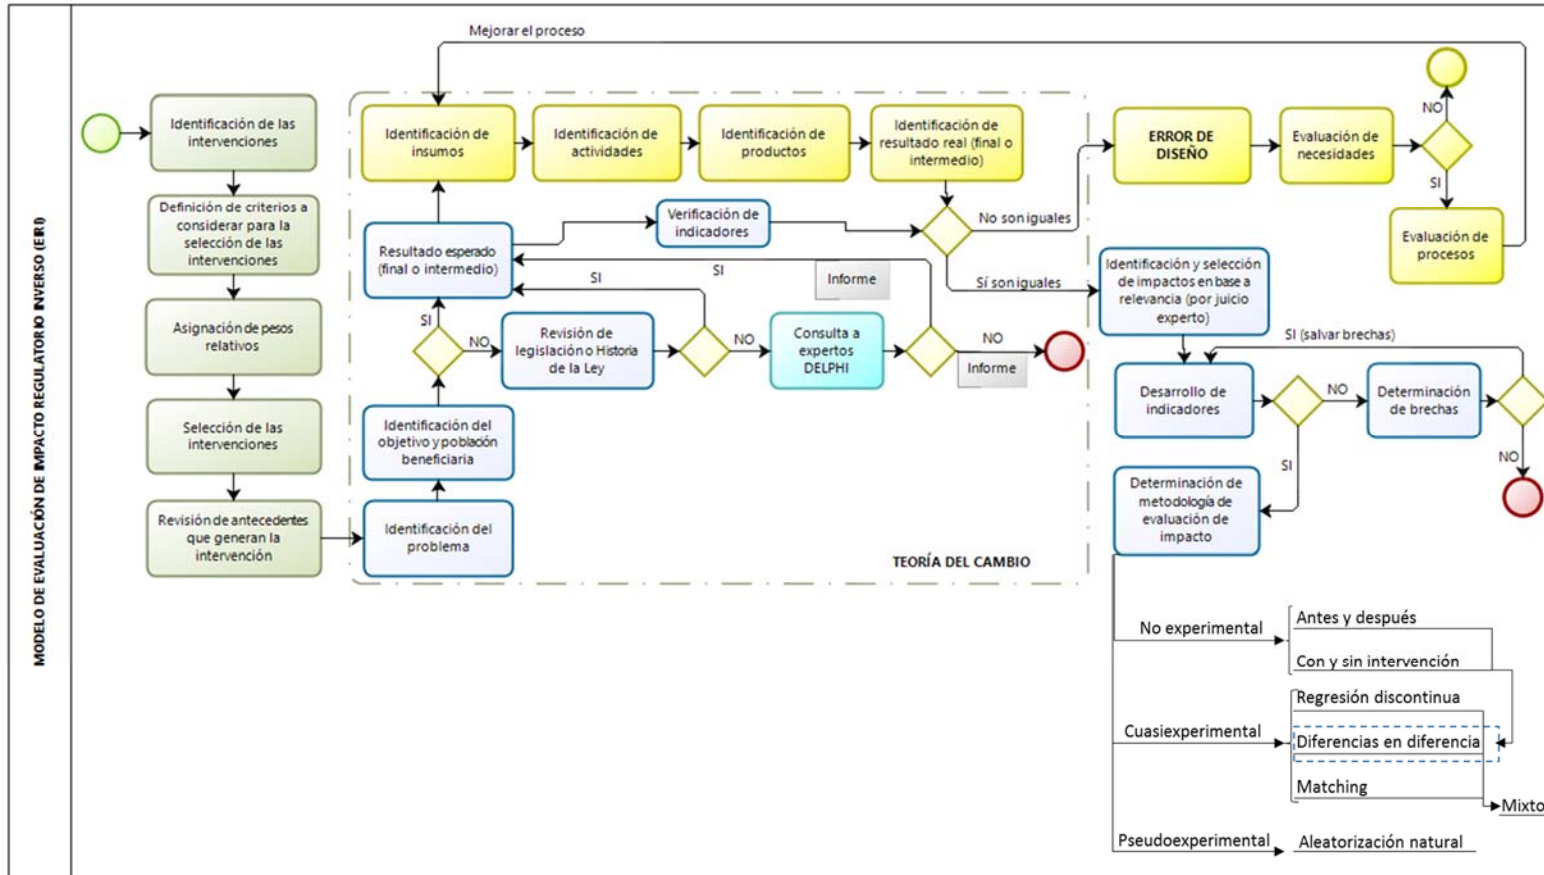 MODELO DE EVALUACIÓN DE IMPACTO REGULATORIO INVERSO (ERI)
Mejorar el proceso
Identificación de las
intervenciones
Definición de criterios a
considerar para la
selección de las
intervenciones
Asignación de pesos
relativos
Selección de las
intervenciones
Revisión de antecedentes
que generan la
intervención
Identificación de
insumos
Identificación de
actividades
Identificación de
productos
Identificación de
resultado real (final o
intermedio)
ERROR DE
DISEÑO
Evaluación de
necesidades
NO
SI
Evaluación de
procesos
Resultado esperado
(final o intermedio)
Verificación de
indicadores
No son iguales
Sí son iguales
SI
SI
SI
Informe
NO
Revisión de
legislación o Historia
de la Ley
NO
Consulta a
expertos
DELPHI
NO
Informe
Identificación del
objetivo y población
beneficiaria
Identificación del
problema
TEORÍA DEL CAMBIO
Identificación y selección
de impactos en base a
relevancia (por juicio
experto)
SI (salvar brechas)
Desarrollo de
indicadores
NO
Determinación
de brechas
SI
NO
Determinación de
metodología de
evaluación de
impacto
No experimental
Antes y después
Con y sin intervención
Cuasiexperimental
Regresión discontinua
Diferencias en diferencia
Matching
Mixto
Pseudoexperimental
Aleatorización natural